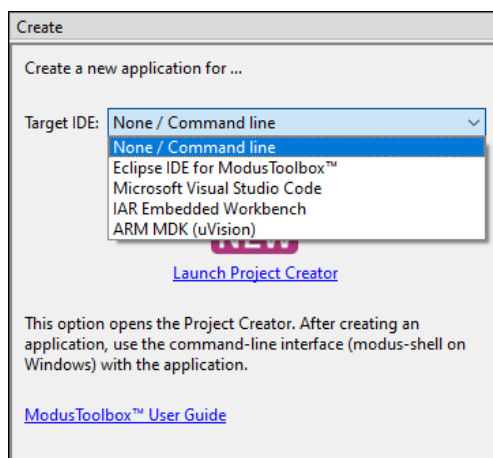 Create
Create a new application for ...
Target IDE: None / Command line
None / Command line
Eclipse IDE for ModusToolbox™
Microsoft Visual Studio Code
IAR Embedded Workbench
ARM MDK (uVision)
NEW
Launch Project Creator
This option opens the Project Creator. After creating an
application, use the command-line interface (modus-shell on
Windows) with the application.
ModusToolbox™ User Guide